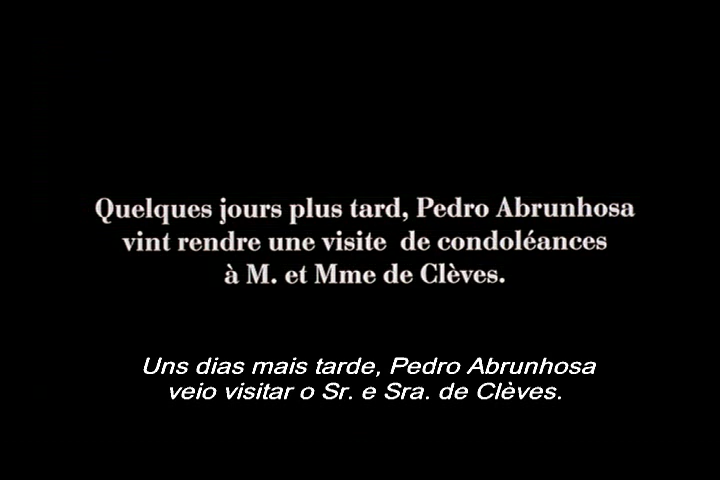 Quelques jours plus tard, Pedro Abrunhosa
vint rendre une visite de condoléances
à M. et Mme de Clèves.
Uns dias mais tarde, Pedro Abrunhosa
veio visitar o Sr. e Sra. de Clèves.